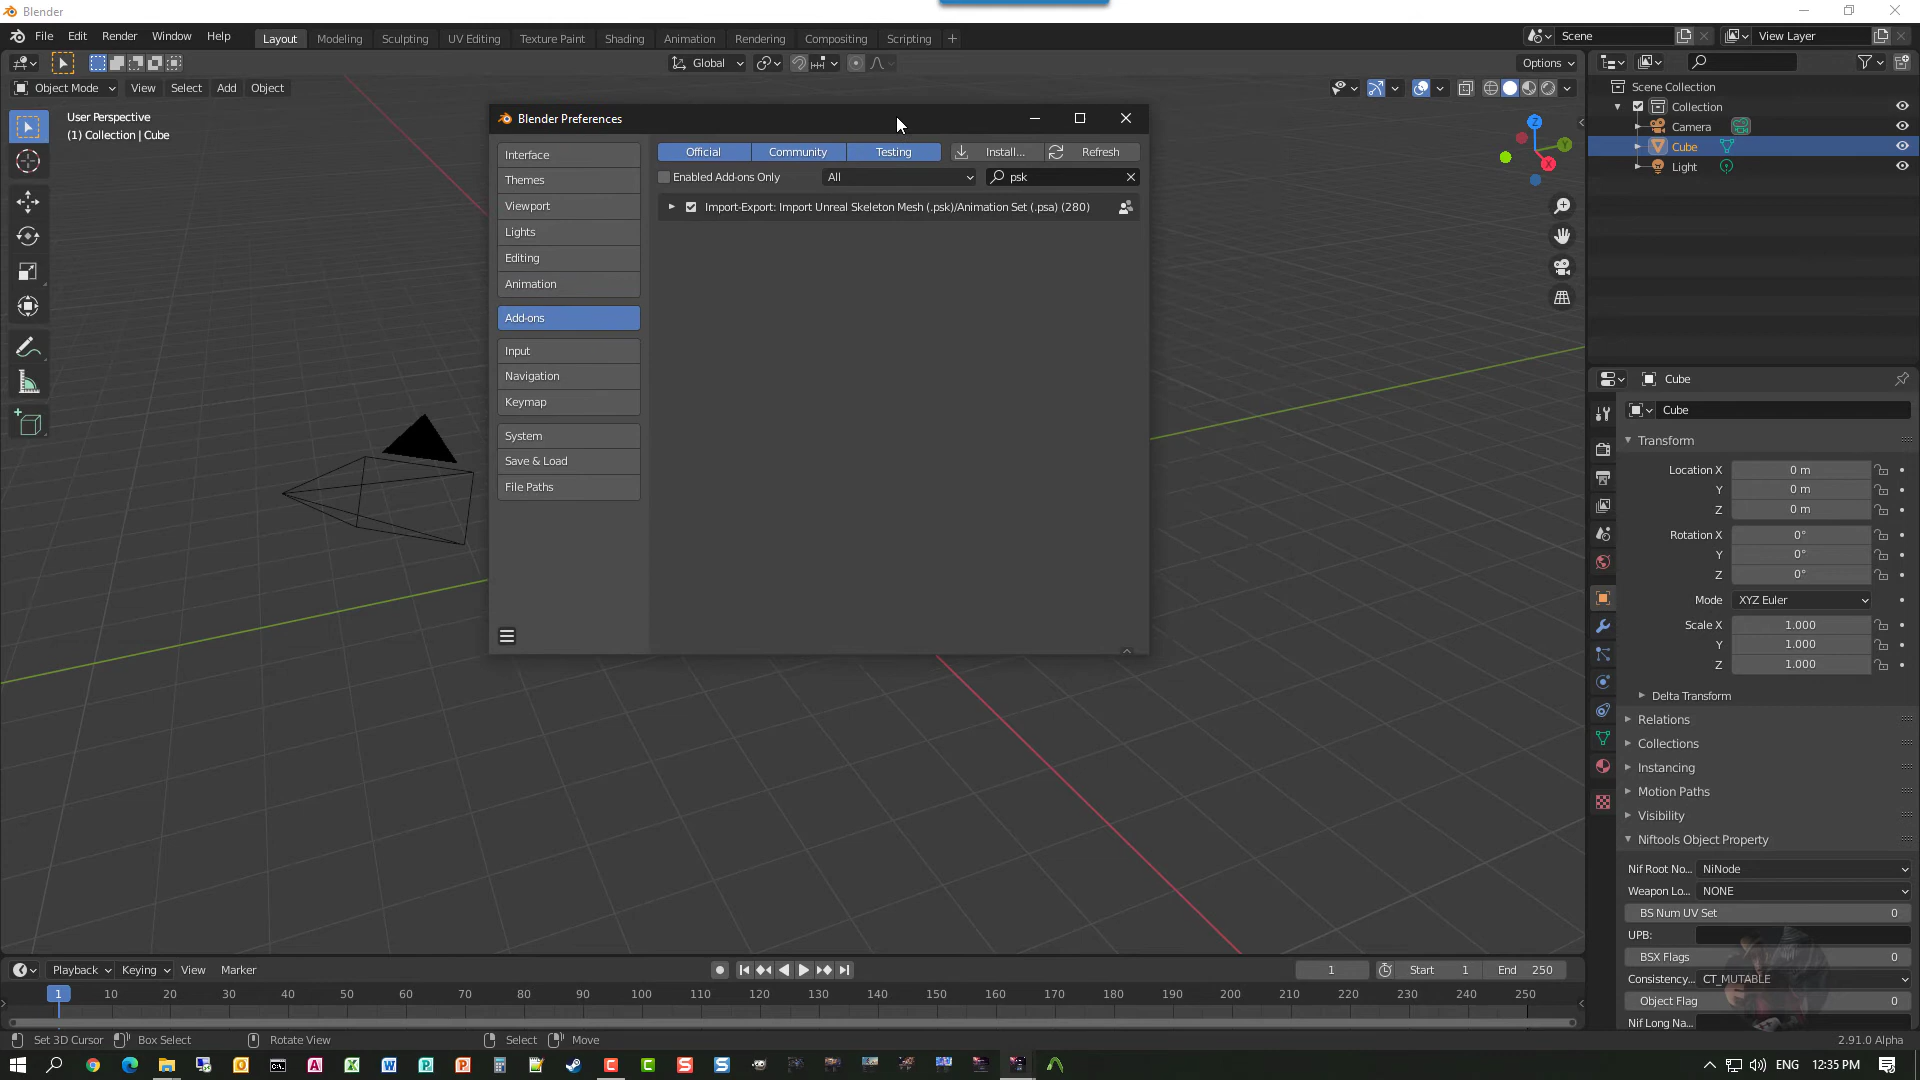 Blender
File Edit Render Window Help Layout Modeling Sculpting UV Editing Texture Paint Shading Animation Rendering Compositing Scripting + Scene View Layer
Global Options
Object Mode View Select Add Object
User Perspective
(1) Collection | Cube
Z
X
Y
Blender Preferences
Interface
Themes
Viewport
Lights
Editing
Animation
Add-ons
Input
Navigation
Keymap
System
Save & Load
File Paths
Official Community Testing Install... Refresh
Enabled Add-ons Only All psk
Import-Export: Import Unreal Skeleton Mesh (.psk)/Animation Set (.psa) (280)
Scene Collection
Collection
Camera
Cube
Light
Cube
Cube
Transform
Location X 0 m
Y 0 m
Z 0 m
Rotation X 0°
Y 0°
Z 0°
Mode XYZ Euler
Scale X 1.000
Y 1.000
Z 1.000
Delta Transform
Relations
Collections
Instancing
Motion Paths
Visibility
Niftools Object Property
Nif Root No... NiNode
Weapon Lo... NONE
BS Num UV Set 0
UPB:
BSX Flags 0
Consistency... CT_MUTABLE
Object Flag 0
Nif Long Na...
Playback Keying View Marker 1 Start 1 End 250
1 10 20 30 40 50 60 70 80 90 100 110 120 130 140 150 160 170 180 190 200 210 220 230 240 250
Set 3D Cursor Box Select Rotate View Select Move 2.91.0 Alpha
ENG 12:35 PM